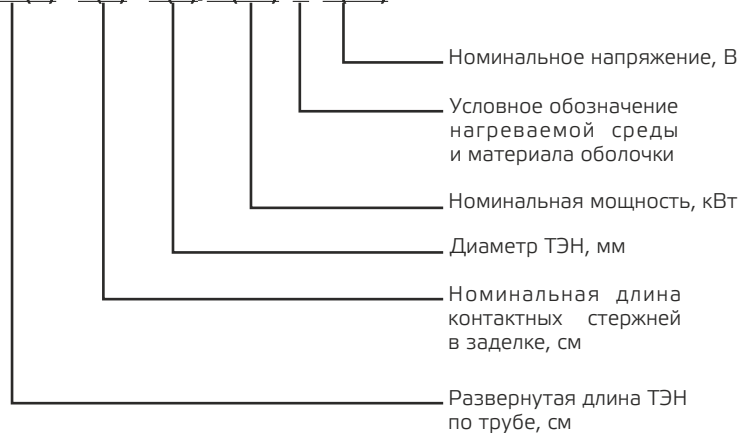 Номинальное напряжение, В
Условное обозначение
нагреваемой среды
и материала оболочки
Номинальная мощность, кВт
Диаметр ТЭН, мм
Номинальная длина
контактных стержней
в заделке, см
Развернутая длина ТЭН
по трубе, см